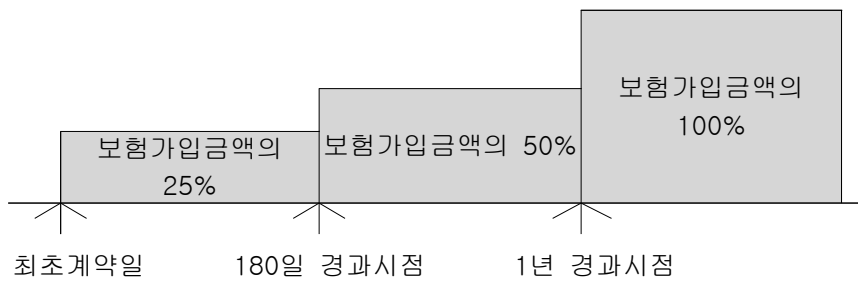 보험가입금액의
25%
보험가입금액의 50%
보험가입금액의
100%
최초계약일
180일 경과시점
1년 경과시점